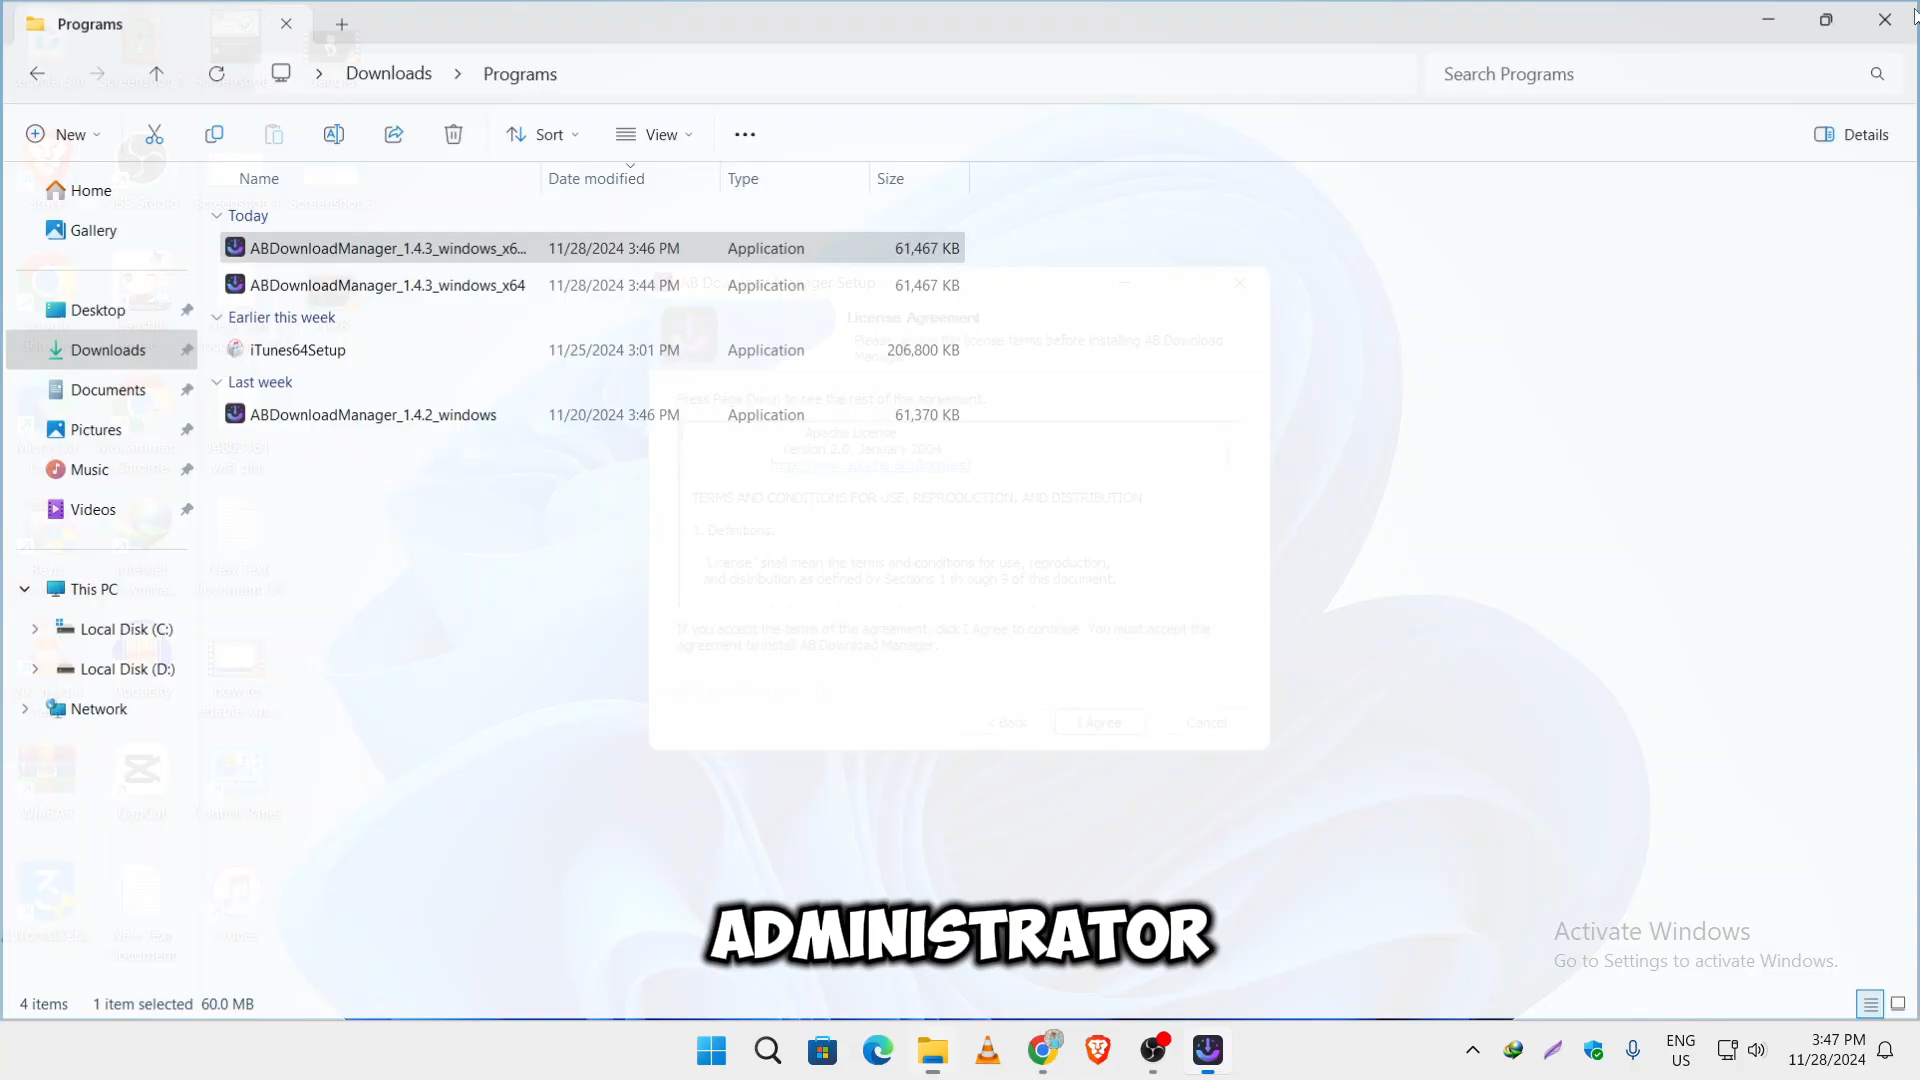 Programs
Downloads > Programs
Search Programs
New
Sort
View
Details
Name
Date modified
Type
Size
Home
Gallery
Desktop
Downloads
Documents
Pictures
Music
Videos
This PC
Local Disk (C:)
Local Disk (D:)
Network
Today
ABDownloadManager_1.4.3_windows_x6... 11/28/2024 3:46 PM Application 61,467 KB
ABDownloadManager_1.4.3_windows_x64 11/28/2024 3:44 PM Application 61,467 KB
Earlier this week
iTunes64Setup 11/25/2024 3:01 PM Application 206,800 KB
Last week
ABDownloadManager_1.4.2_windows 11/20/2024 3:46 PM Application 61,370 KB
License Agreement
license terms before installing AB Download
Press Page Down to see the rest of the agreement.
Apache License
Version 2.0, January 2004
TERMS AND CONDITIONS FOR USE, REPRODUCTION, AND DISTRIBUTION
1. Definitions.
"License" shall mean the terms and conditions for use, reproduction,
and distribution as defined by Sections 1 through 9 of this document.
If you accept the terms of the agreement, click I Agree to continue. You must accept the
agreement to install AB Download Manager.
< Back
I Agree
Cancel
ADMINISTRATOR
Activate Windows
Go to Settings to activate Windows.
4 items 1 item selected 60.0 MB
ENG
US
3:47 PM
11/28/2024